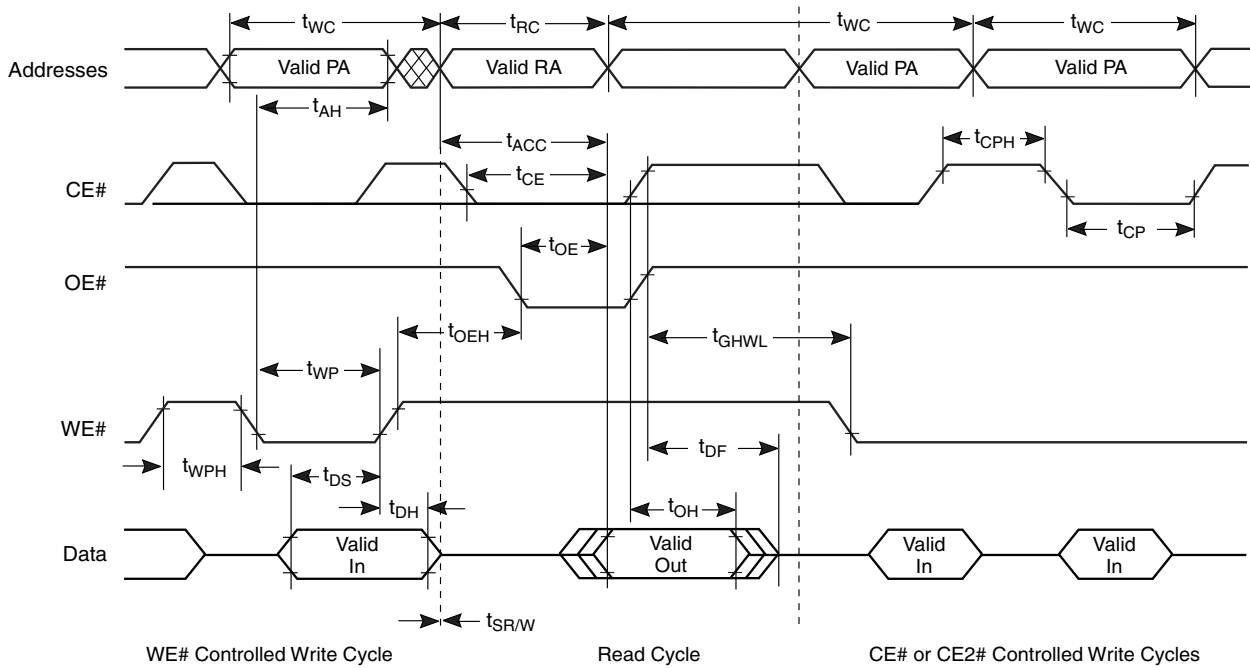 tWC tRC tWC tWC
Addresses Valid PA Valid RA Valid PA Valid PA
tAH
tACC tCPH
CE# tCE
tCP
tOE
OE#
tOEH tGHWL
tWP
WE#
tWPH tDS tDF
tDH tOH
Data Valid In Valid Out Valid In Valid In
tSR/W
WE# Controlled Write Cycle Read Cycle CE# or CE2# Controlled Write Cycles